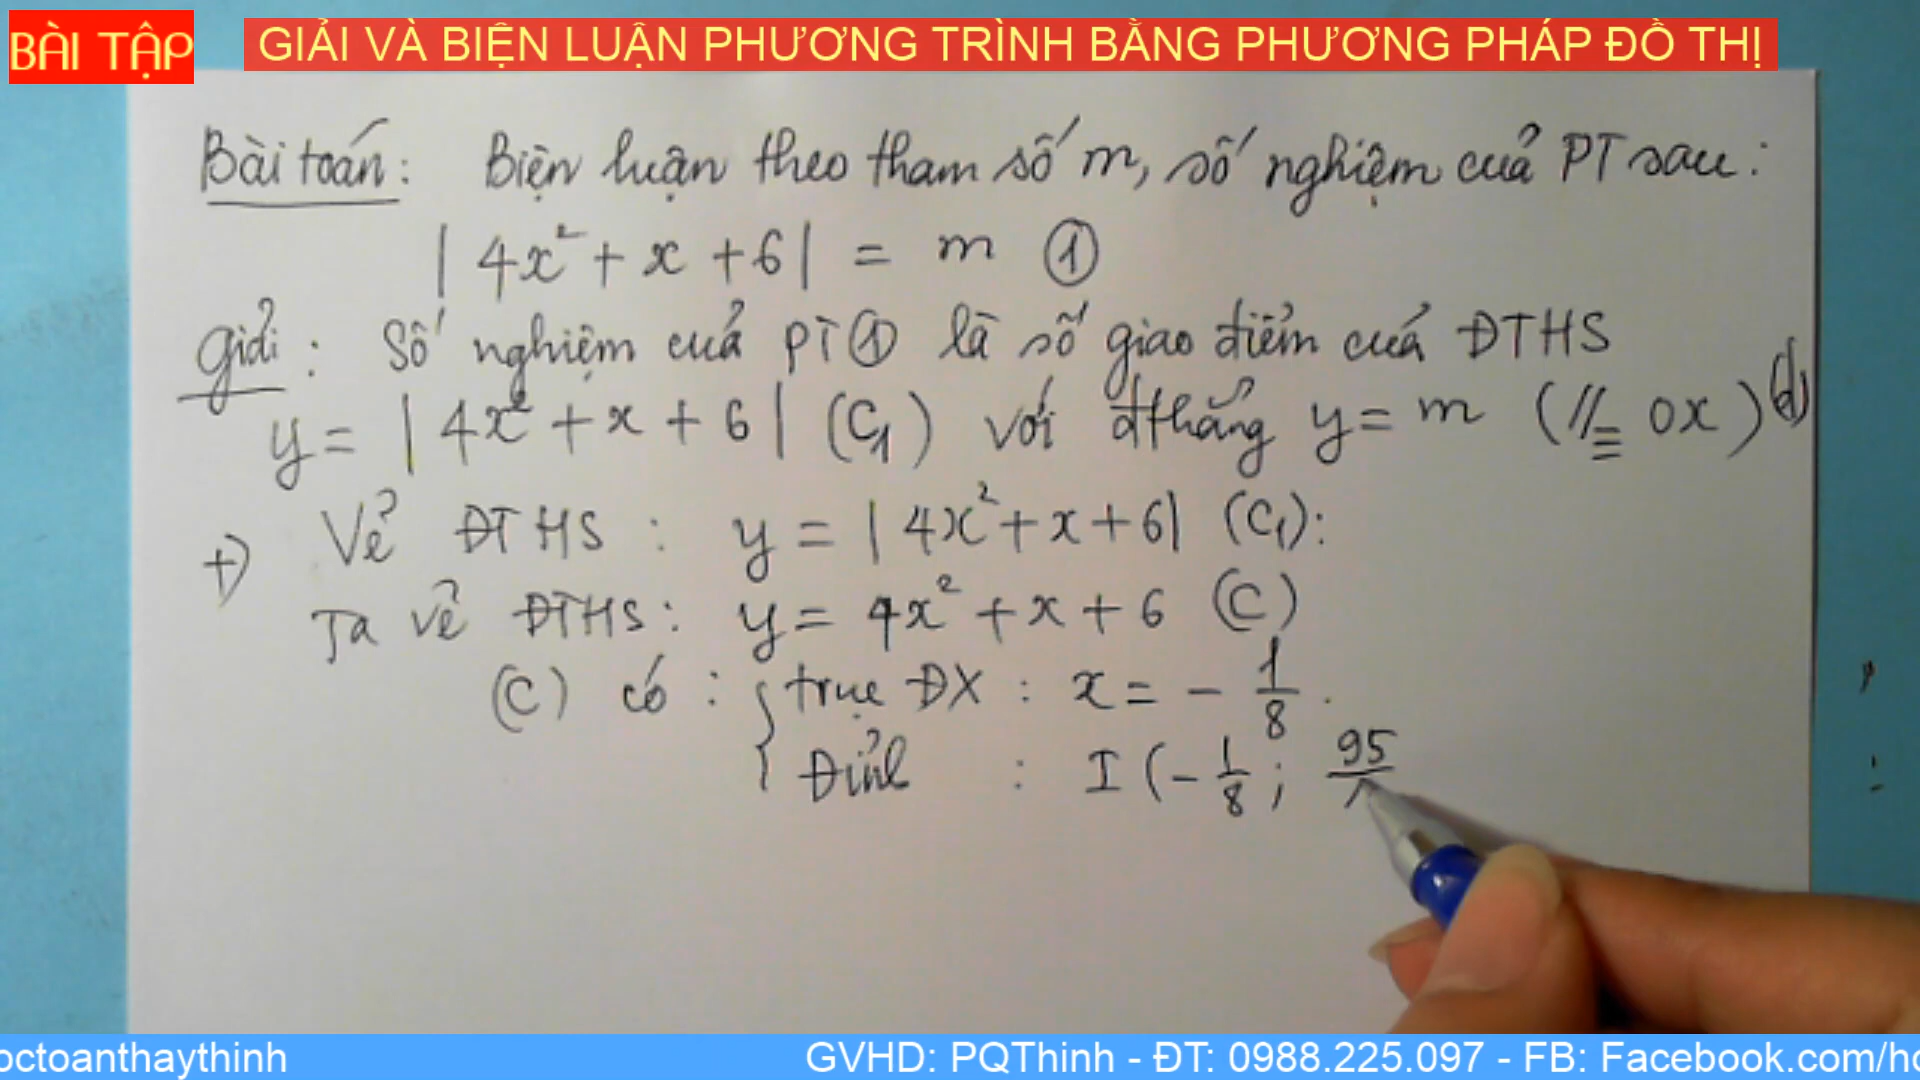 BÀI TẬP
GIẢI VÀ BIỆN LUẬN PHƯƠNG TRÌNH BẰNG PHƯƠNG PHÁP ĐỒ THỊ
Bài toán: Biện luận theo tham số m, số nghiệm của PT sau:
|4x² + x + 6| = m ①
Giải: Số nghiệm của PT ① là số giao điểm của ĐTHS
y = |4x² + x + 6| (C₁) với đthẳng y = m (// ≡ 0x) (d)
+) Vẽ ĐTHS : y = |4x² + x + 6| (C₁):
Ta vẽ ĐTHS: y = 4x² + x + 6 (C)
(C) có : { trục ĐX : x = - 1/8 .
Đỉnh : I (- 1/8 ; 95/
octoanthaythinh
GVHD: PQThinh - ĐT: 0988.225.097 - FB: Facebook.com/ho